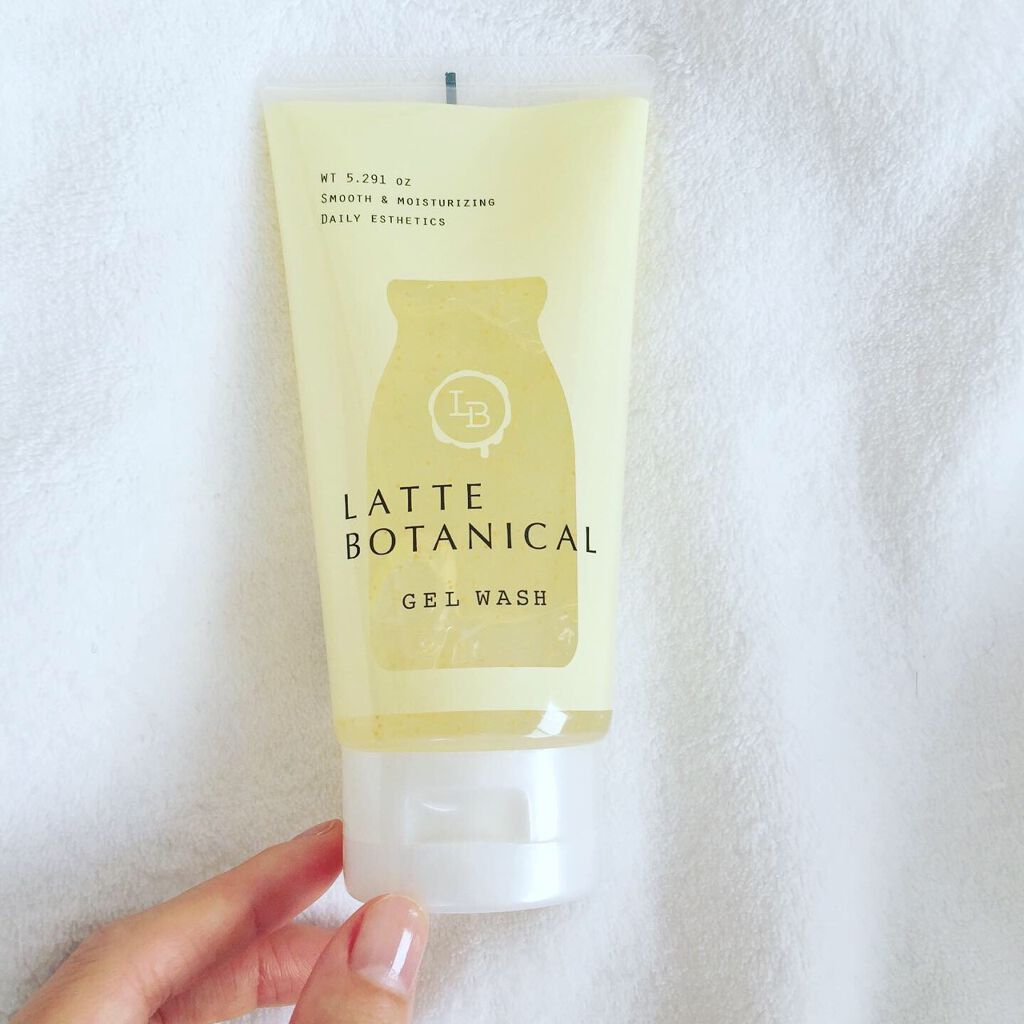 WT 5.291 OZ
SMOOTH & MOISTURIZING
DAILY ESTHETICS
LB
LATTE
BOTANICAL
GEL WASH